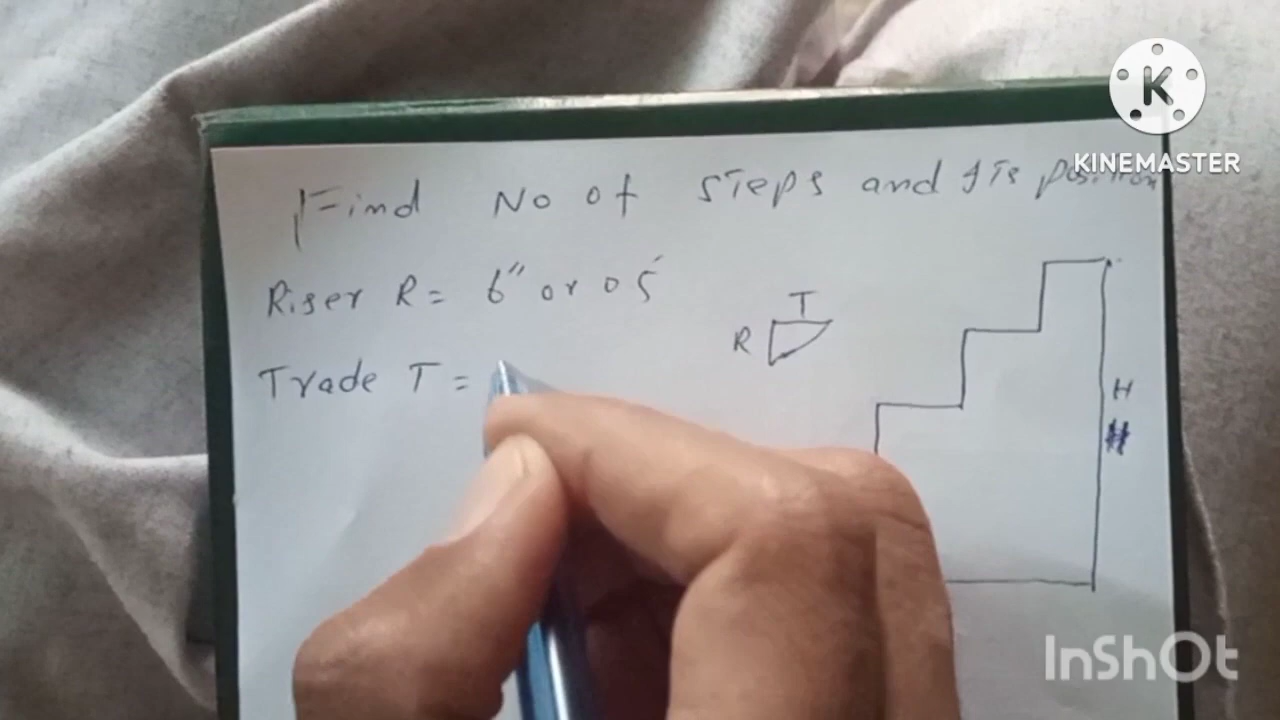 K
KINEMASTER
Find No of steps and Its position
Riser R = 6" or 0 5'
Trade T =
T
R
H
InShOt